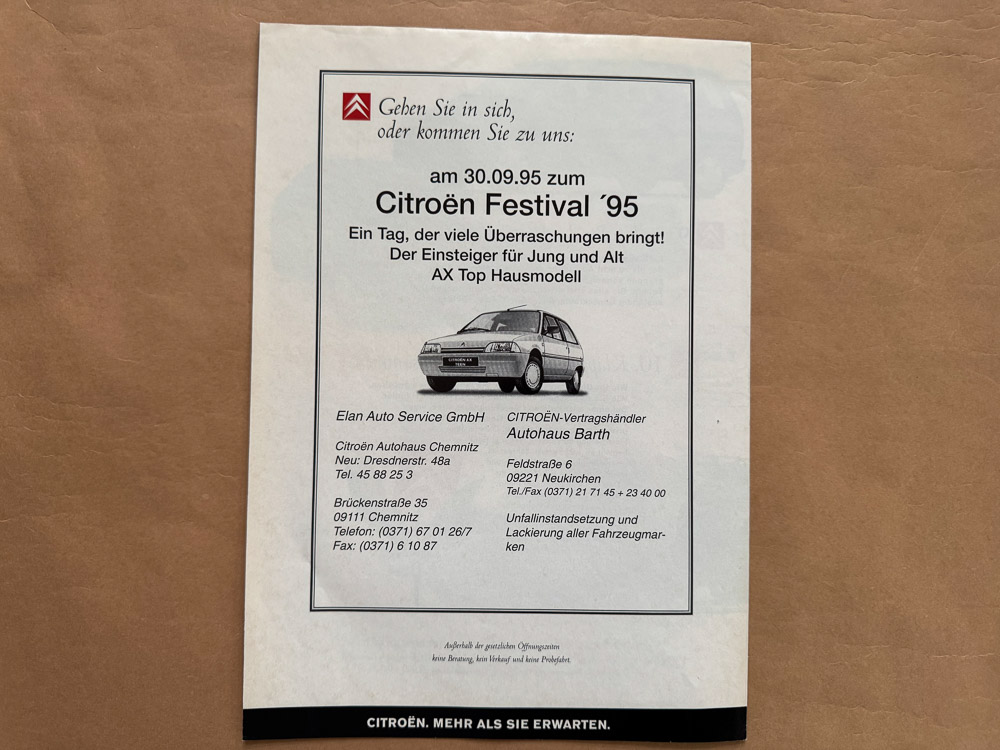 Gehen Sie in sich,
oder kommen Sie zu uns:
am 30.09.95 zum
Citroën Festival ´95
Ein Tag, der viele Überraschungen bringt!
Der Einsteiger für Jung und Alt
AX Top Hausmodell
CITROËN AX
TEEN
Elan Auto Service GmbH
Citroën Autohaus Chemnitz
Neu: Dresdnerstr. 48a
Tel. 45 88 25 3
Brückenstraße 35
09111 Chemnitz
Telefon: (0371) 67 01 26/7
Fax: (0371) 6 10 87
CITROËN-Vertragshändler
Autohaus Barth
Feldstraße 6
09221 Neukirchen
Tel./Fax (0371) 21 71 45 + 23 40 00
Unfallinstandsetzung und
Lackierung aller Fahrzeugmar-
ken
Außerhalb der gesetzlichen Öffnungszeiten
keine Beratung, kein Verkauf und keine Probefahrt.
CITROËN. MEHR ALS SIE ERWARTEN.